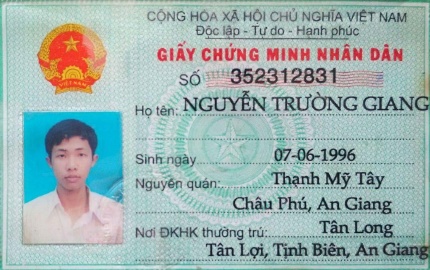 CỘNG HÒA XÃ HỘI CHỦ NGHĨA VIỆT NAM
Độc lập - Tự do - Hạnh phúc
GIẤY CHỨNG MINH NHÂN DÂN
SỐ 352312831
Họ tên: NGUYỄN TRƯỜNG GIANG
Sinh ngày 07-06-1996
Nguyên quán: Thạnh Mỹ Tây
Châu Phú, An Giang
Nơi ĐKHK thường trú: Tân Long
Tân Lợi, Tịnh Biên, An Giang
VIỆT NAM